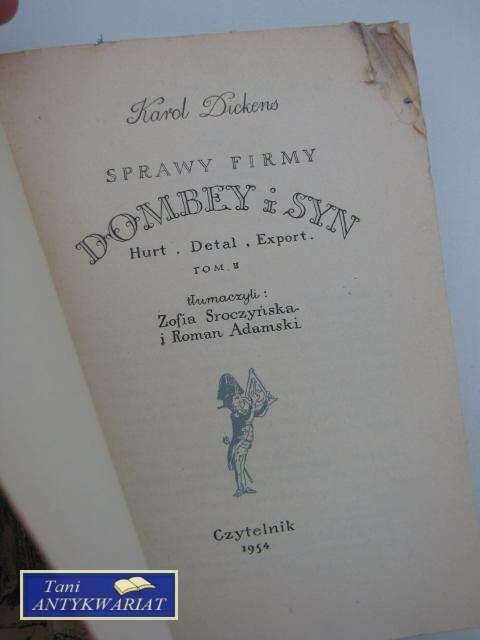 Karol Dickens
SPRAWY FIRMY
DOMBEY i SYN
Hurt . Detal . Export.
TOM. II
tłumaczyli:
Zofia Sroczyńska
i Roman Adamski
Czytelnik
1954
Tani
ANTYKWARIAT